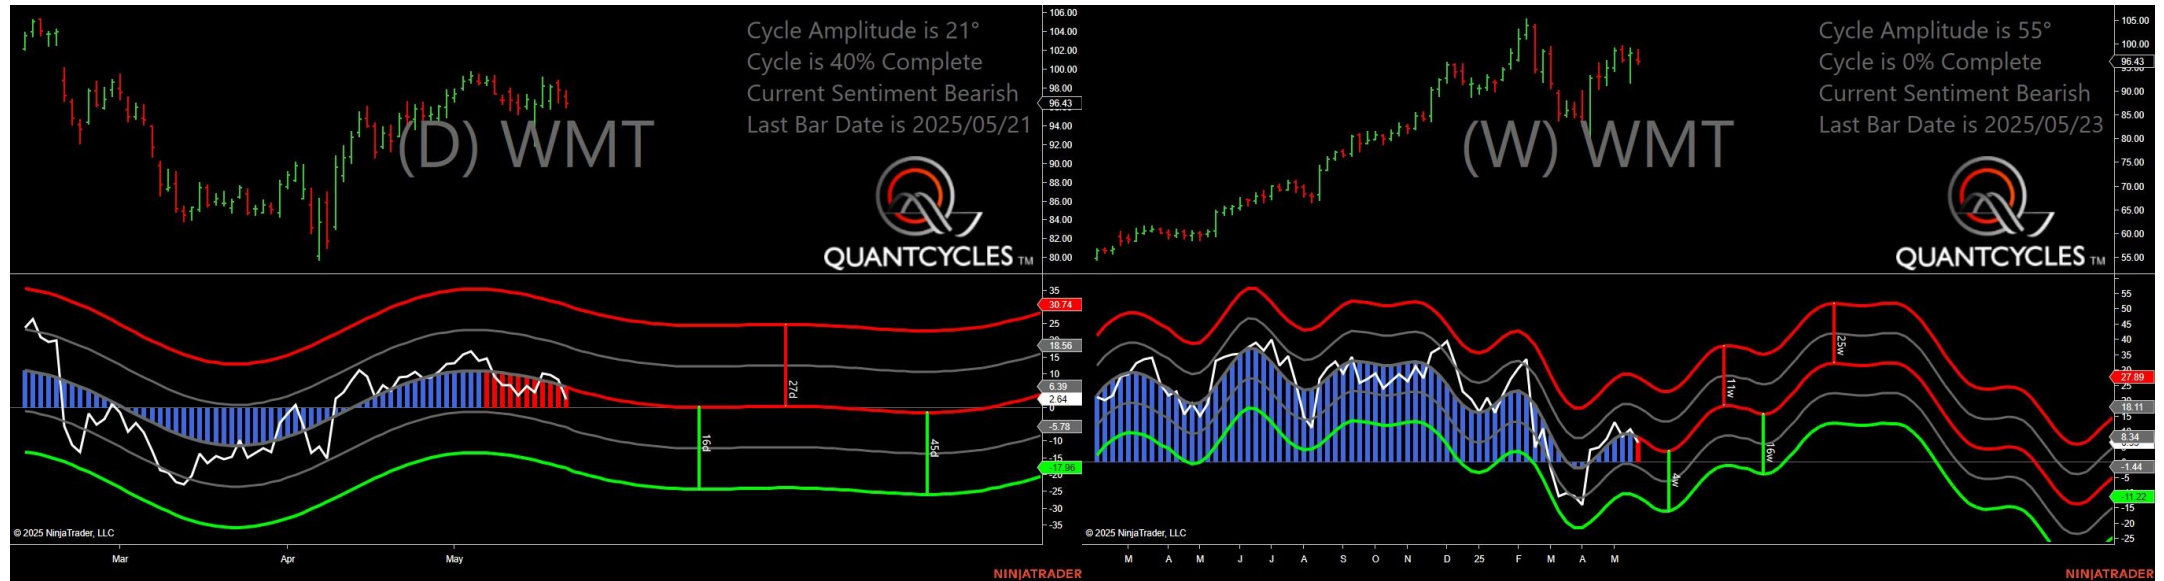 Cycle Amplitude is 21°
Cycle is 40% Complete
Current Sentiment Bearish
Last Bar Date is 2025/05/21
(D) WMT
QUANTCYCLES TM
106.00
104.00
102.00
100.00
98.00
96.43
94.00
92.00
90.00
88.00
86.00
84.00
82.00
80.00
35
30.74
25
18.56
15
10
6.39
2.64
0
-5.78
-10
-15
-17.96
-25
-30
-35
27d
16d
45d
© 2025 NinjaTrader, LLC
Mar
Apr
May
NINJATRADER
Cycle Amplitude is 55°
Cycle is 0% Complete
Current Sentiment Bearish
Last Bar Date is 2025/05/23
(W) WMT
QUANTCYCLES TM
105.00
100.00
96.43
90.00
85.00
80.00
75.00
70.00
65.00
60.00
55.00
55
50
45
40
35
30
27.89
25
18.11
15
8.34
-1.44
-5
-11.22
-15
-20
-25
11w
25w
4w
16w
© 2025 NinjaTrader, LLC
M
A
M
J
J
A
S
O
N
D
25
F
M
A
M
NINJATRADER